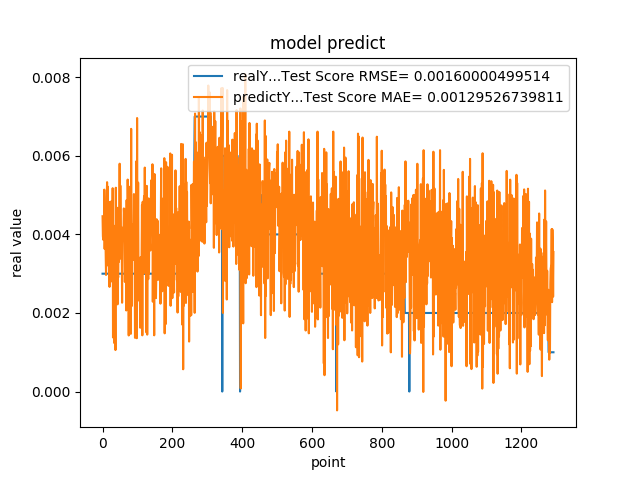 model predict
realY...Test Score RMSE= 0.00160000499514
predictY...Test Score MAE= 0.00129526739811
real value
0.008
0.006
0.004
0.002
0.000
0 200 400 600 800 1000 1200
point